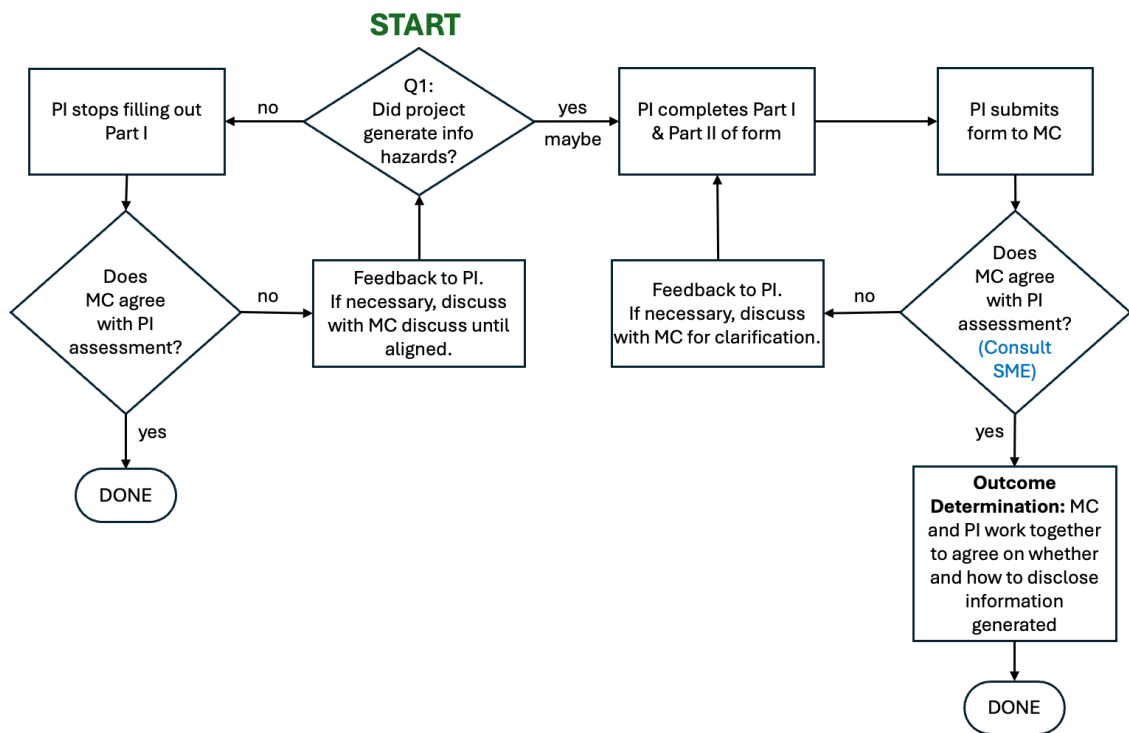 START
Q1:
Did project
generate info
hazards?
no
yes
maybe
PI stops filling out
Part I
PI completes Part I
& Part II of form
PI submits
form to MC
Does
MC agree
with PI
assessment?
no
Feedback to PI.
If necessary, discuss
with MC discuss until
aligned.
yes
DONE
Feedback to PI.
If necessary, discuss
with MC for clarification.
no
Does
MC agree
with PI
assessment?
(Consult
SME)
yes
Outcome
Determination: MC
and PI work together
to agree on whether
and how to disclose
information
generated
DONE